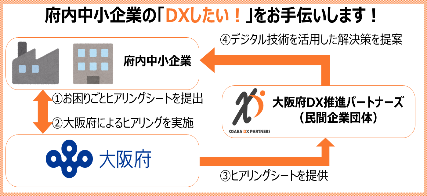 府内中小企業の「DXしたい！」をお手伝いします！
④デジタル技術を活用した解決策を提案
府内中小企業
①お困りごとヒアリングシートを提出
②大阪府によるヒアリングを実施
大阪府DX推進パートナーズ
（民間企業団体）
OSAKA DX PARTNERS
大阪府
③ヒアリングシートを提供